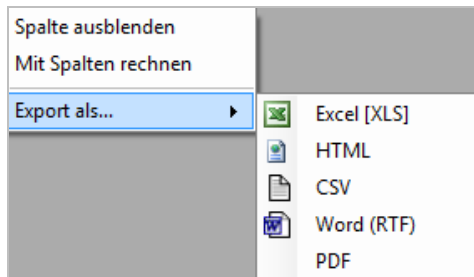 Spalte ausblenden
Mit Spalten rechnen
Export als...
Excel [XLS]
HTML
CSV
Word (RTF)
PDF